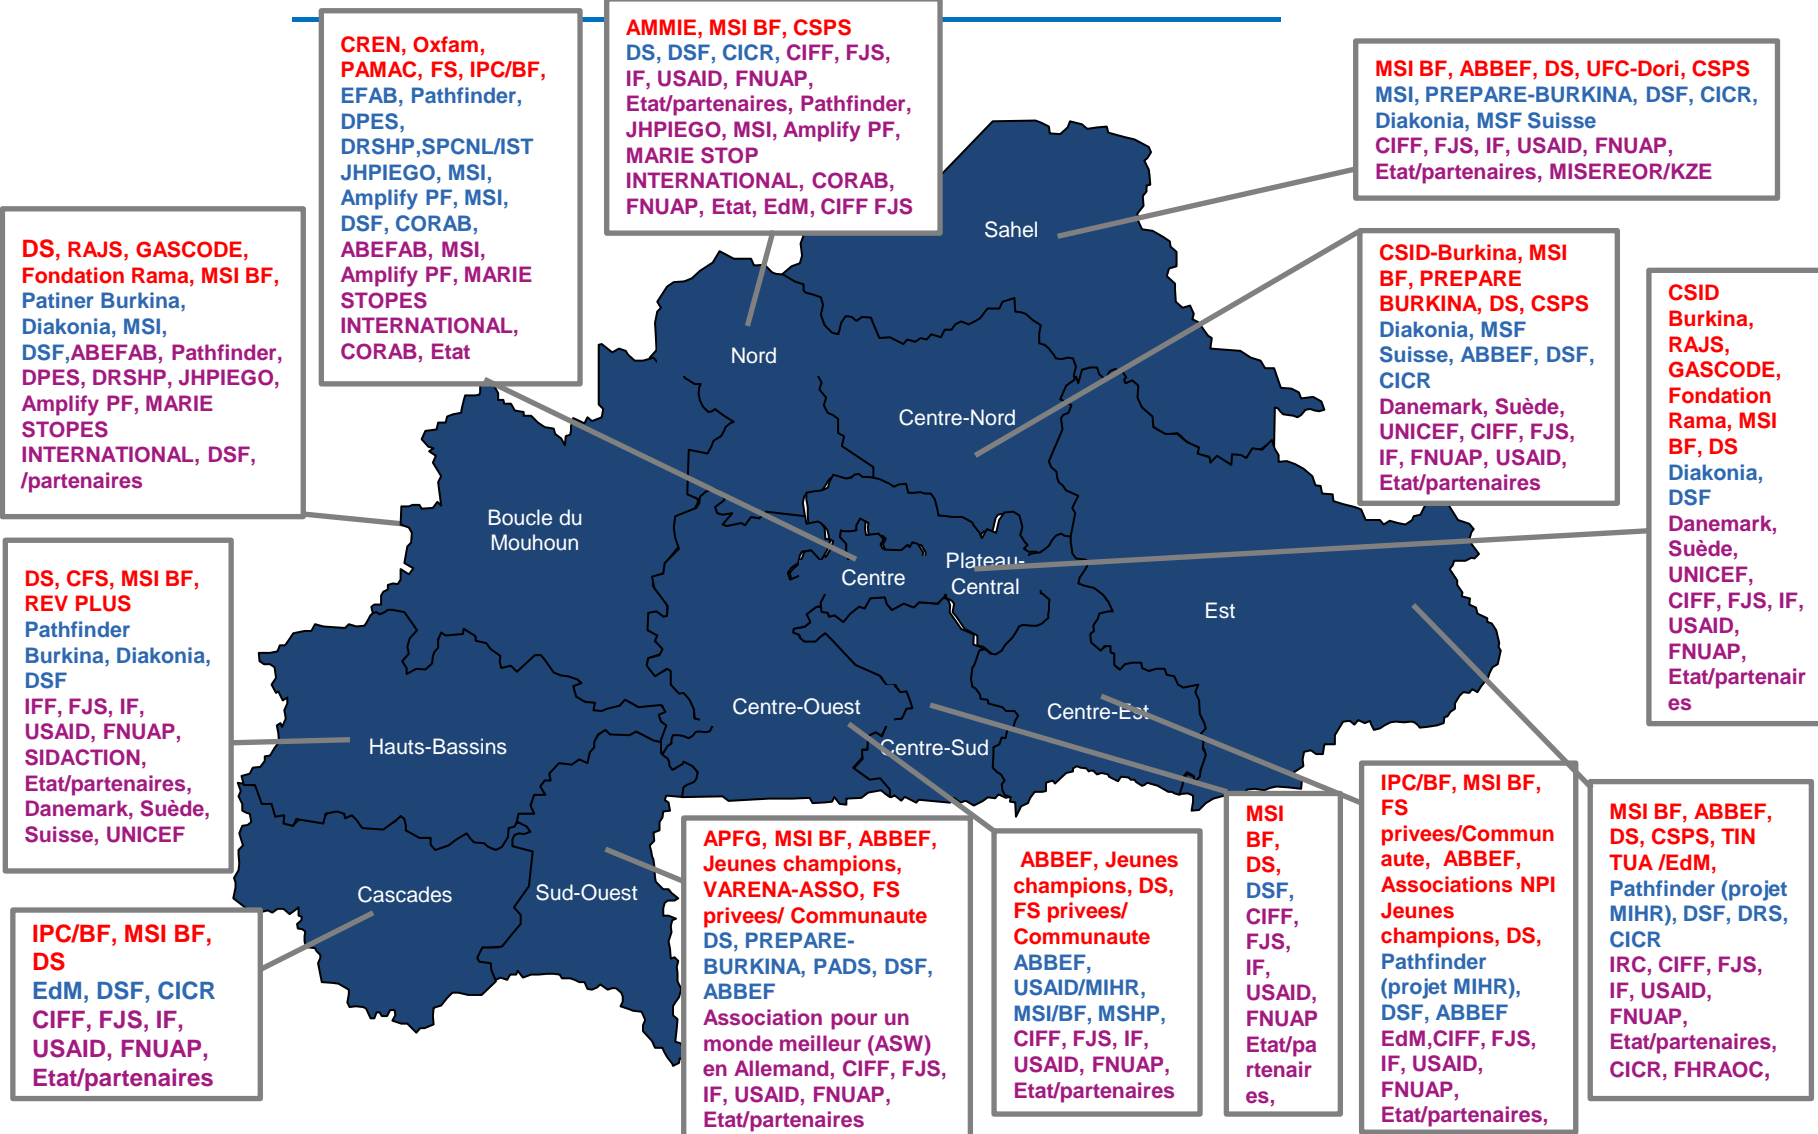 CREN, Oxfam,
PAMAC, FS, IPC/BF,
EFAB, Pathfinder,
DPES,
DRSHP,SPCNL/IST
JHPIEGO, MSI,
Amplify PF, MSI,
DSF, CORAB,
ABEFAB, MSI,
Amplify PF, MARIE
STOPES
INTERNATIONAL,
CORAB, Etat
AMMIE, MSI BF, CSPS
DS, DSF, CICR, CIFF, FJS,
IF, USAID, FNUAP,
Etat/partenaires, Pathfinder,
JHPIEGO, MSI, Amplify PF,
MARIE STOP
INTERNATIONAL, CORAB,
FNUAP, Etat, EdM, CIFF FJS
MSI BF, ABBEF, DS, UFC-Dori, CSPS
MSI, PREPARE-BURKINA, DSF, CICR,
Diakonia, MSF Suisse
CIFF, FJS, IF, USAID, FNUAP,
Etat/partenaires, MISEREOR/KZE
DS, RAJS, GASCODE,
Fondation Rama, MSI BF,
Patiner Burkina,
Diakonia, MSI,
DSF,ABEFAB, Pathfinder,
DPES, DRSHP, JHPIEGO,
Amplify PF, MARIE
STOPES
INTERNATIONAL, DSF,
/partenaires
CSID-Burkina, MSI
BF, PREPARE
BURKINA, DS, CSPS
Diakonia, MSF
Suisse, ABBEF, DSF,
CICR
Danemark, Suède,
UNICEF, CIFF, FJS,
IF, FNUAP, USAID,
Etat/partenaires
CSID
Burkina,
RAJS,
GASCODE,
Fondation
Rama, MSI
BF, DS
Diakonia,
DSF
Danemark,
Suède,
UNICEF,
CIFF, FJS, IF,
USAID,
FNUAP,
Etat/partenair
es
Sahel
Nord
Centre-Nord
Boucle du
Mouhoun
Centre
Plateau-
Central
Est
Centre-Ouest
Centre-Est
Centre-Sud
Hauts-Bassins
Cascades
Sud-Ouest
DS, CFS, MSI BF,
REV PLUS
Pathfinder
Burkina, Diakonia,
DSF
IFF, FJS, IF,
USAID, FNUAP,
SIDACTION,
Etat/partenaires,
Danemark, Suède,
Suisse, UNICEF
IPC/BF, MSI BF,
DS
EdM, DSF, CICR
CIFF, FJS, IF,
USAID, FNUAP,
Etat/partenaires
APFG, MSI BF, ABBEF,
Jeunes champions,
VARENA-ASSO, FS
privees/ Communaute
DS, PREPARE-
BURKINA, PADS, DSF,
ABBEF
Association pour un
monde meilleur (ASW)
en Allemand, CIFF, FJS,
IF, USAID, FNUAP,
Etat/partenaires
ABBEF, Jeunes
champions, DS,
FS privees/
Communaute
ABBEF,
USAID/MIHR,
MSI/BF, MSHP,
CIFF, FJS, IF,
USAID, FNUAP,
Etat/partenaires
MSI
BF,
DS,
DSF,
CIFF,
FJS,
IF,
USAID,
FNUAP
Etat/pa
rtenair
es,
IPC/BF, MSI BF,
FS
privees/Commun
aute, ABBEF,
Associations NPI
Jeunes
champions, DS,
Pathfinder
(projet MIHR),
DSF, ABBEF
EdM,CIFF, FJS,
IF, USAID,
FNUAP,
Etat/partenaires,
MSI BF, ABBEF,
DS, CSPS, TIN
TUA /EdM,
Pathfinder (projet
MIHR), DSF, DRS,
CICR
IRC, CIFF, FJS,
IF, USAID,
FNUAP,
Etat/partenaires,
CICR, FHRAOC,